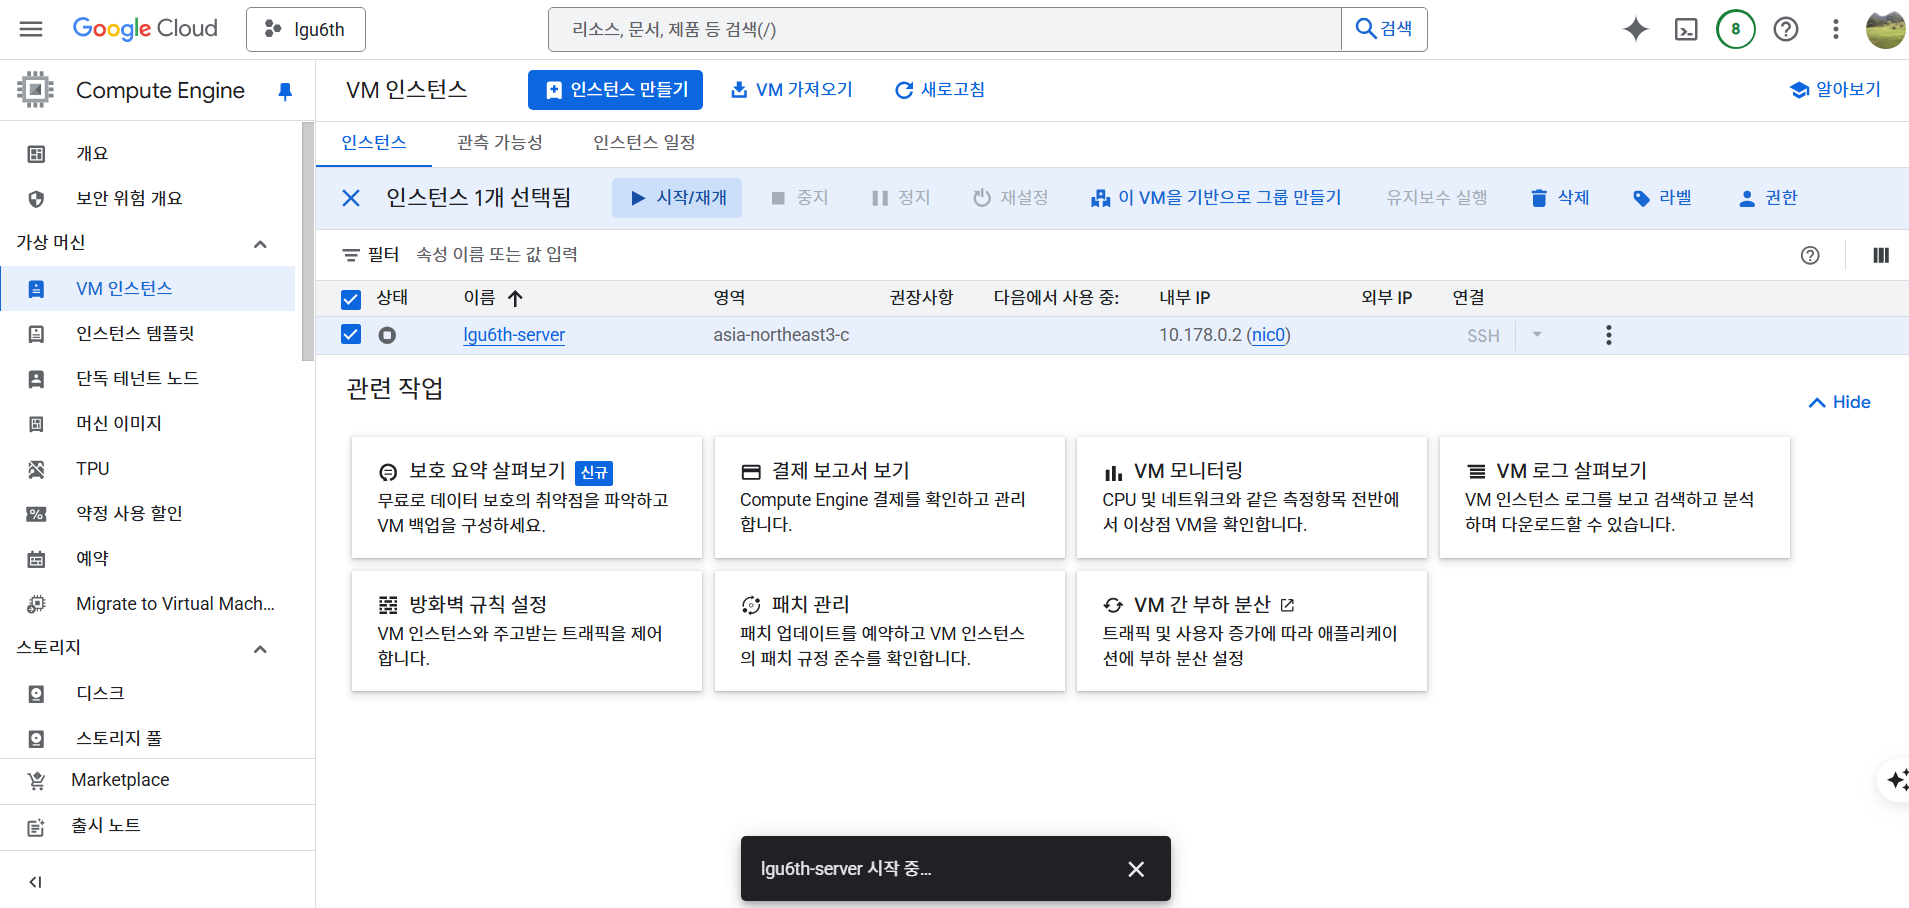 Google Cloud
lgu6th
리소스, 문서, 제품 등 검색(/)
검색
8
Compute Engine
VM 인스턴스
인스턴스 만들기
VM 가져오기
새로고침
알아보기
개요
보안 위험 개요
가상 머신
VM 인스턴스
인스턴스 템플릿
단독 테넌트 노드
머신 이미지
TPU
약정 사용 할인
예약
Migrate to Virtual Mach...
스토리지
디스크
스토리지 풀
Marketplace
출시 노트
인스턴스
관측 가능성
인스턴스 일정
인스턴스 1개 선택됨
시작/재개
중지
정지
재설정
이 VM을 기반으로 그룹 만들기
유지보수 실행
삭제
라벨
권한
필터
속성 이름 또는 값 입력
상태
이름
영역
권장사항
다음에서 사용 중:
내부 IP
외부 IP
연결
lgu6th-server
asia-northeast3-c
10.178.0.2 (nic0)
SSH
관련 작업
Hide
보호 요약 살펴보기 신규
무료로 데이터 보호의 취약점을 파악하고
VM 백업을 구성하세요.
결제 보고서 보기
Compute Engine 결제를 확인하고 관리
합니다.
VM 모니터링
CPU 및 네트워크와 같은 측정항목 전반에
서 이상점 VM을 확인합니다.
VM 로그 살펴보기
VM 인스턴스 로그를 보고 검색하고 분석
하며 다운로드할 수 있습니다.
방화벽 규칙 설정
VM 인스턴스와 주고받는 트래픽을 제어
합니다.
패치 관리
패치 업데이트를 예약하고 VM 인스턴스
의 패치 규정 준수를 확인합니다.
VM 간 부하 분산
트래픽 및 사용자 증가에 따라 애플리케이
션에 부하 분산 설정
lgu6th-server 시작 중...